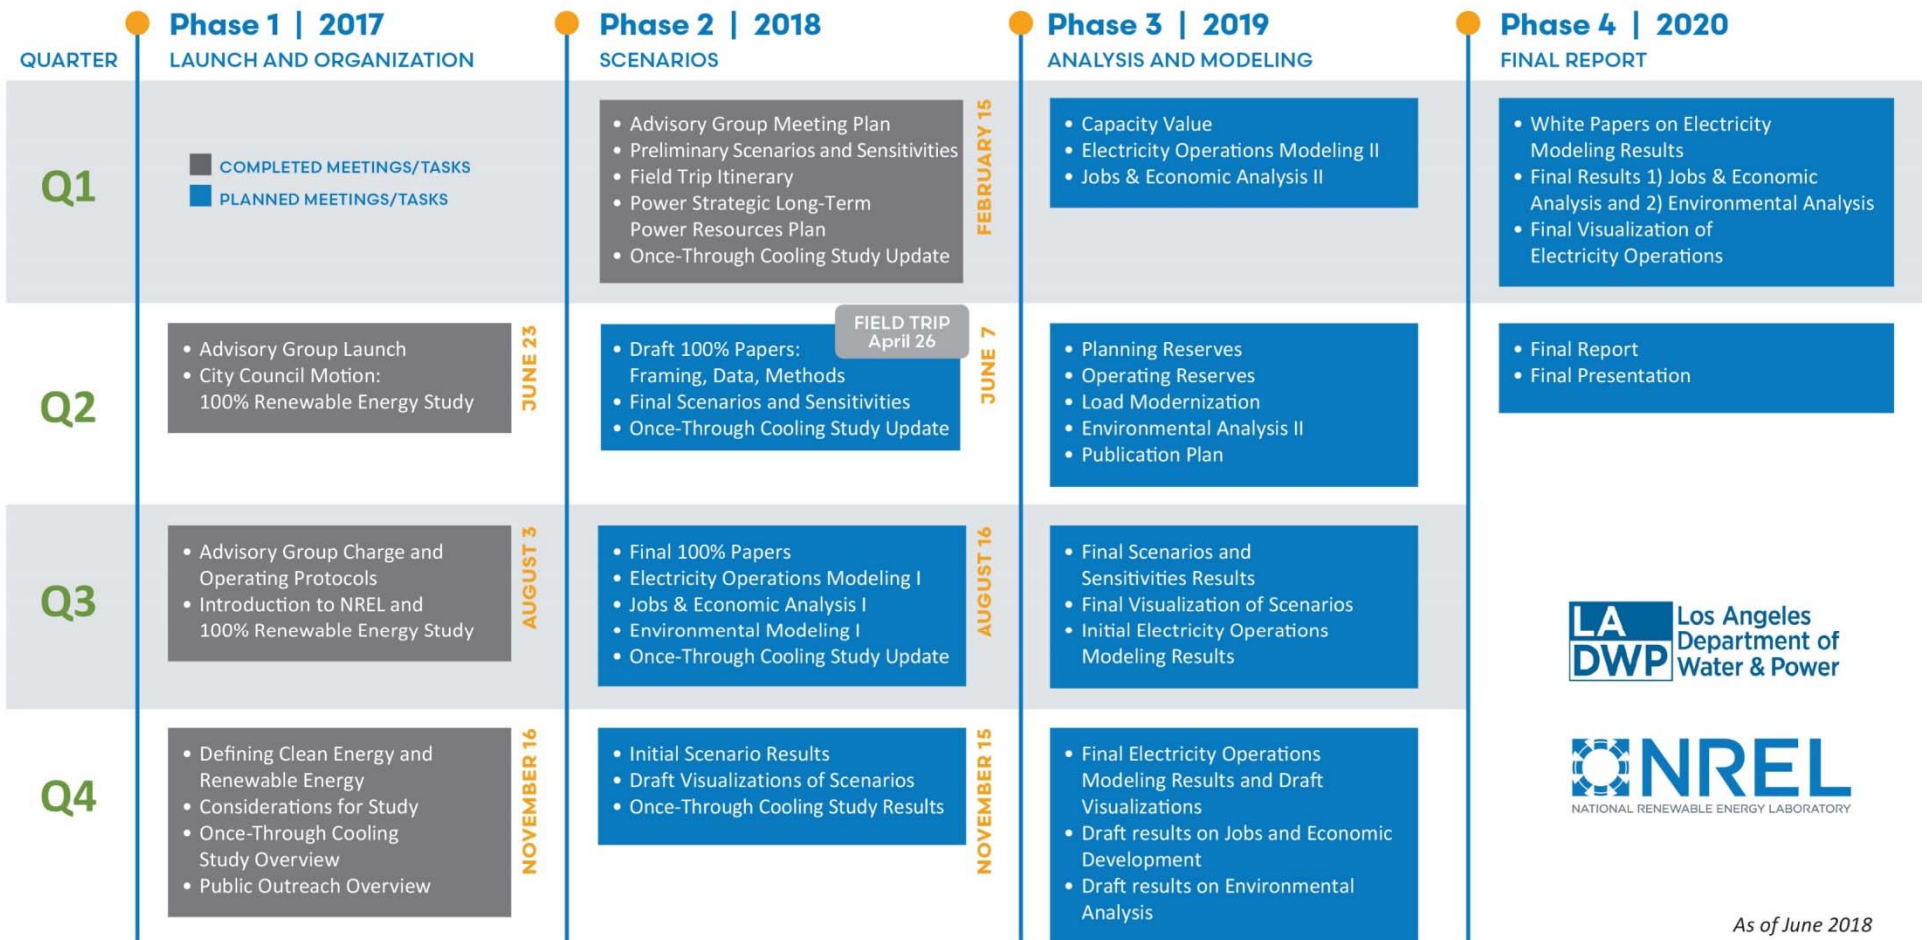 Phase 1 | 2017
LAUNCH AND ORGANIZATION
Phase 2 | 2018
SCENARIOS
Phase 3 | 2019
ANALYSIS AND MODELING
Phase 4 | 2020
FINAL REPORT
QUARTER
Q1
COMPLETED MEETINGS/TASKS
PLANNED MEETINGS/TASKS
• Advisory Group Meeting Plan
• Preliminary Scenarios and Sensitivities
• Field Trip Itinerary
• Power Strategic Long-Term
Power Resources Plan
• Once-Through Cooling Study Update
FEBRUARY 15
• Capacity Value
• Electricity Operations Modeling II
• Jobs & Economic Analysis II
• White Papers on Electricity
Modeling Results
• Final Results 1) Jobs & Economic
Analysis and 2) Environmental Analysis
• Final Visualization of
Electricity Operations
Q2
• Advisory Group Launch
• City Council Motion:
100% Renewable Energy Study
JUNE 23
FIELD TRIP
April 26
• Draft 100% Papers:
Framing, Data, Methods
• Final Scenarios and Sensitivities
• Once-Through Cooling Study Update
JUNE 7
• Planning Reserves
• Operating Reserves
• Load Modernization
• Environmental Analysis II
• Publication Plan
• Final Report
• Final Presentation
Q3
• Advisory Group Charge and
Operating Protocols
• Introduction to NREL and
100% Renewable Energy Study
AUGUST 3
• Final 100% Papers
• Electricity Operations Modeling I
• Jobs & Economic Analysis I
• Environmental Modeling I
• Once-Through Cooling Study Update
AUGUST 16
• Final Scenarios and
Sensitivities Results
• Final Visualization of Scenarios
• Initial Electricity Operations
Modeling Results
LA
DWP
Los Angeles
Department of
Water & Power
Q4
• Defining Clean Energy and
Renewable Energy
• Considerations for Study
• Once-Through Cooling
Study Overview
• Public Outreach Overview
NOVEMBER 16
• Initial Scenario Results
• Draft Visualizations of Scenarios
• Once-Through Cooling Study Results
NOVEMBER 15
• Final Electricity Operations
Modeling Results and Draft
Visualizations
• Draft results on Jobs and Economic
Development
• Draft results on Environmental
Analysis
NREL
NATIONAL RENEWABLE ENERGY LABORATORY
As of June 2018